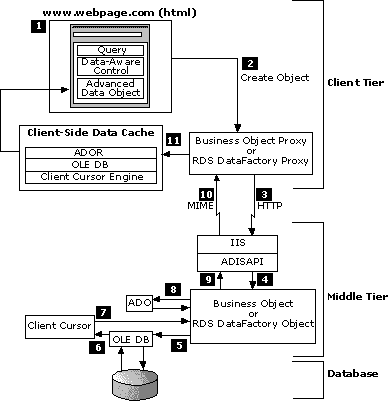 www.webpage.com (html)
1
Query
Data-Aware
Control
Advanced
Data Object
2
Create Object
Client Tier
Client-Side Data Cache
ADOR
OLE DB
Client Cursor Engine
11
Business Object Proxy
or
RDS DataFactory Proxy
10
MIME
3
HTTP
IIS
ADISAPI
9
4
Middle Tier
8
ADO
Business Object
or
RDS DataFactory Object
7
Client Cursor
6
OLE DB
5
Database